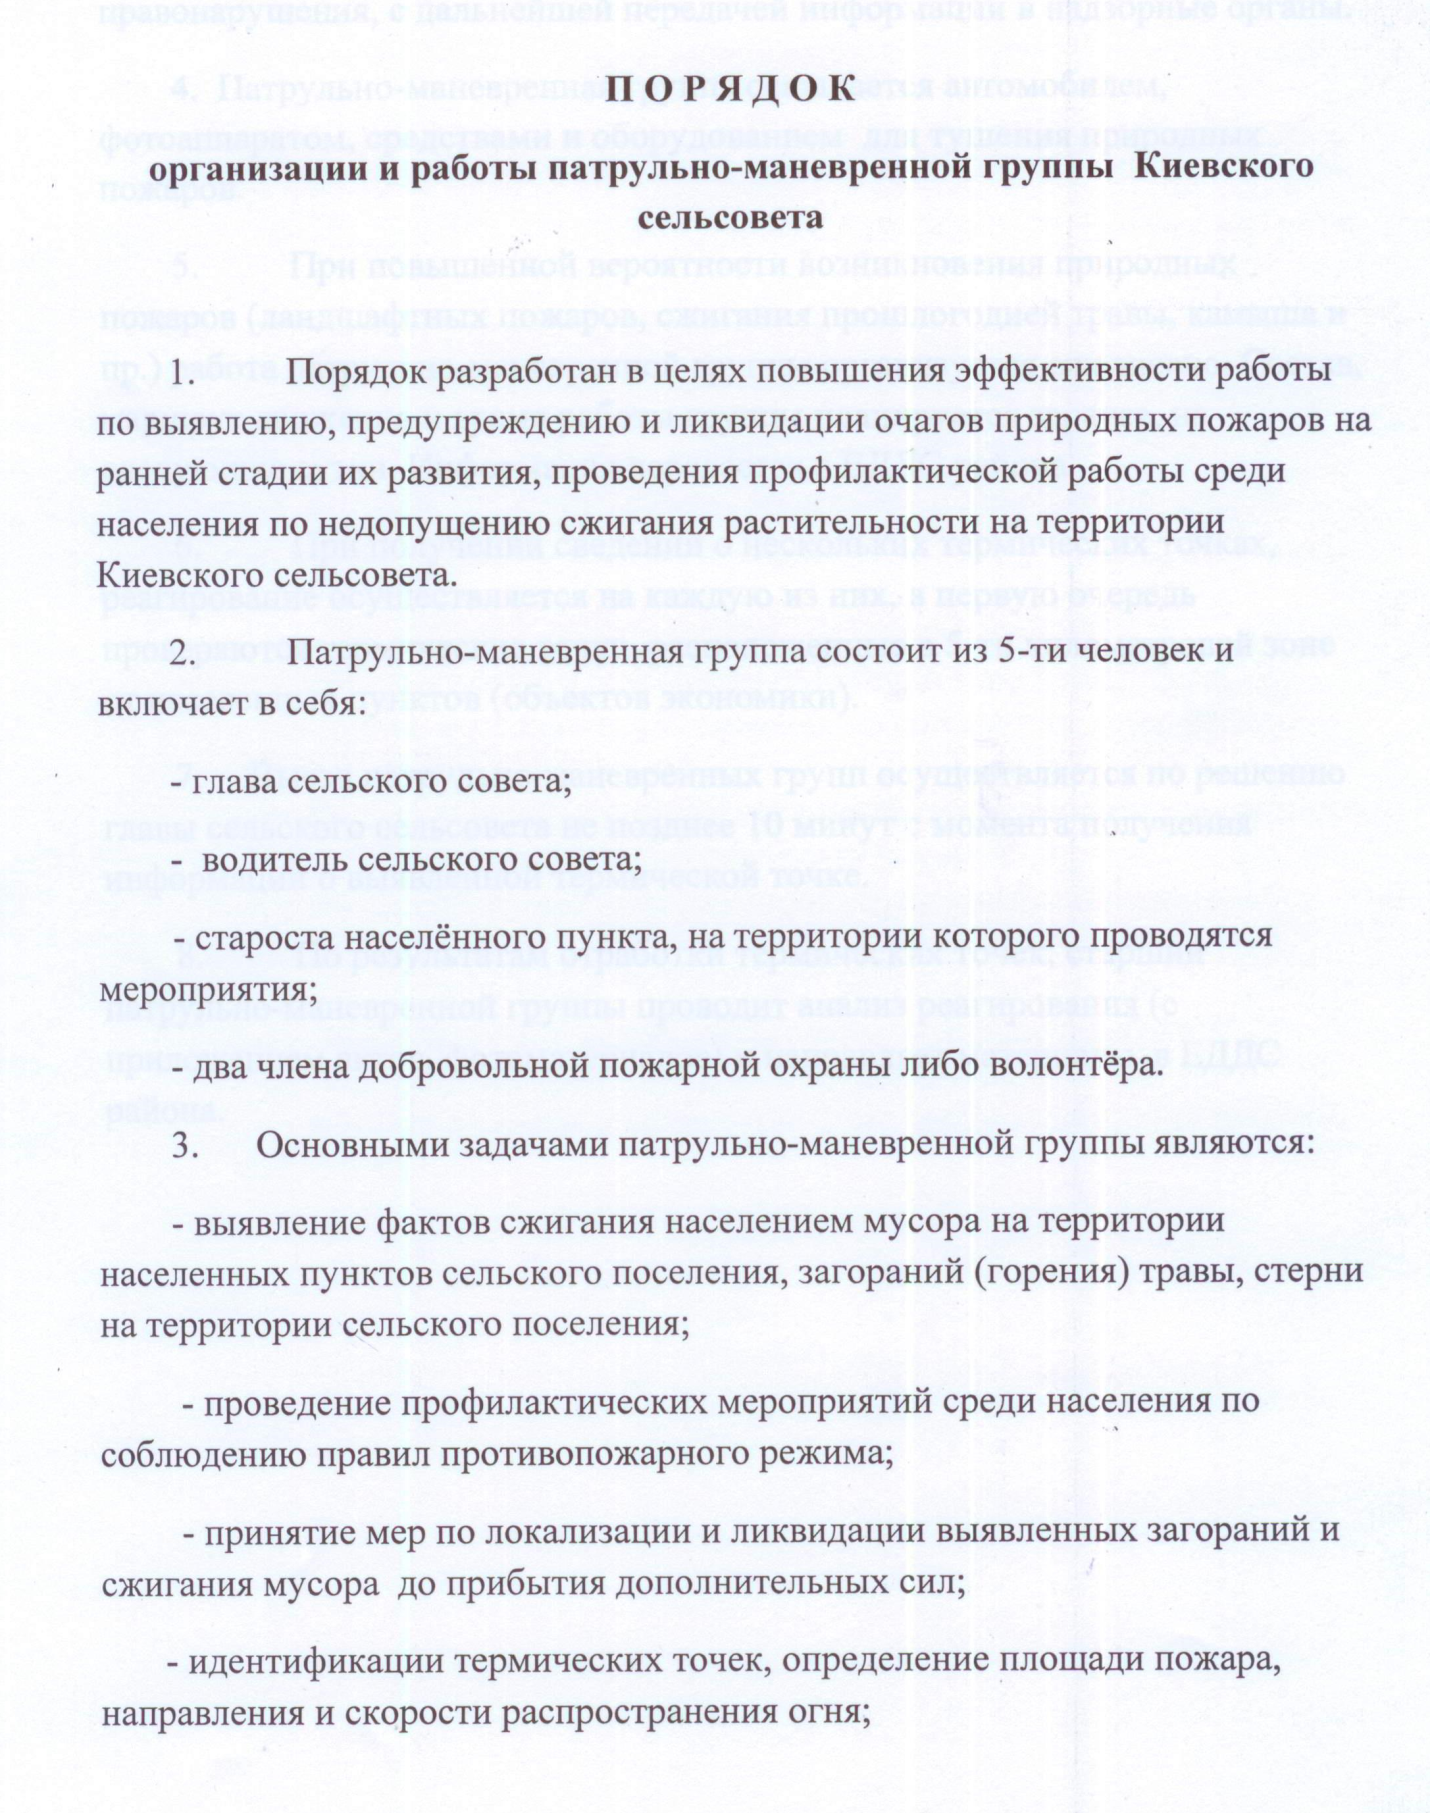 П О Р Я Д О К
организации и работы патрульно-маневренной группы Киевского
сельсовета
1. Порядок разработан в целях повышения эффективности работы
по выявлению, предупреждению и ликвидации очагов природных пожаров на
ранней стадии их развития, проведения профилактической работы среди
населения по недопущению сжигания растительности на территории
Киевского сельсовета.
2. Патрульно-маневренная группа состоит из 5-ти человек и
включает в себя:
- глава сельского совета;
- водитель сельского совета;
- староста населённого пункта, на территории которого проводятся
мероприятия;
- два члена добровольной пожарной охраны либо волонтёра.
3. Основными задачами патрульно-маневренной группы являются:
- выявление фактов сжигания населением мусора на территории
населенных пунктов сельского поселения, загораний (горения) травы, стерни
на территории сельского поселения;
- проведение профилактических мероприятий среди населения по
соблюдению правил противопожарного режима;
- принятие мер по локализации и ликвидации выявленных загораний и
сжигания мусора до прибытия дополнительных сил;
- идентификации термических точек, определение площади пожара,
направления и скорости распространения огня;